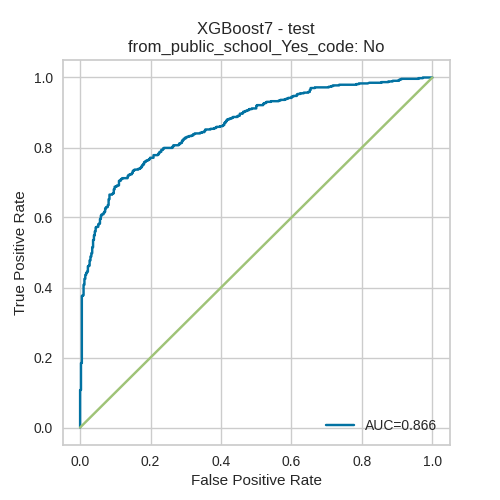 XGBoost7 - test
from_public_school_Yes_code: No
1.0
0.8
0.6
0.4
0.2
0.0
True Positive Rate
AUC=0.866
0.0 0.2 0.4 0.6 0.8 1.0
False Positive Rate